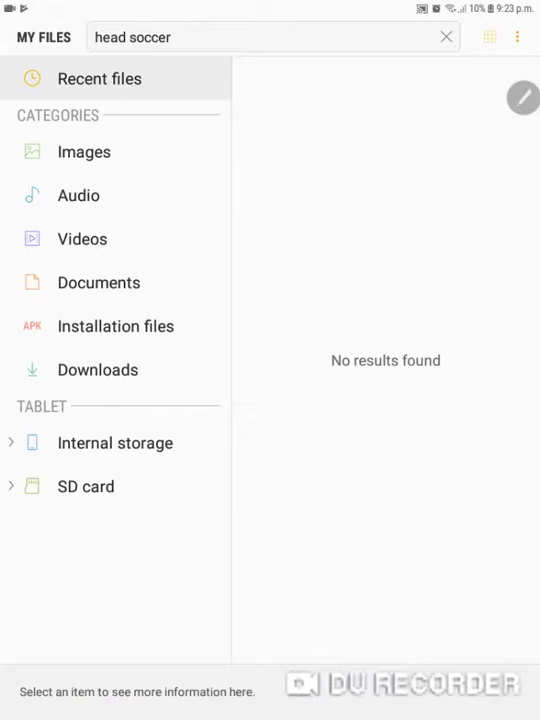 10% 9:23 p.m.
MY FILES
head soccer
Recent files
CATEGORIES
Images
Audio
Videos
Documents
APK Installation files
Downloads
TABLET
Internal storage
SD card
No results found
Select an item to see more information here.
DU RECORDER